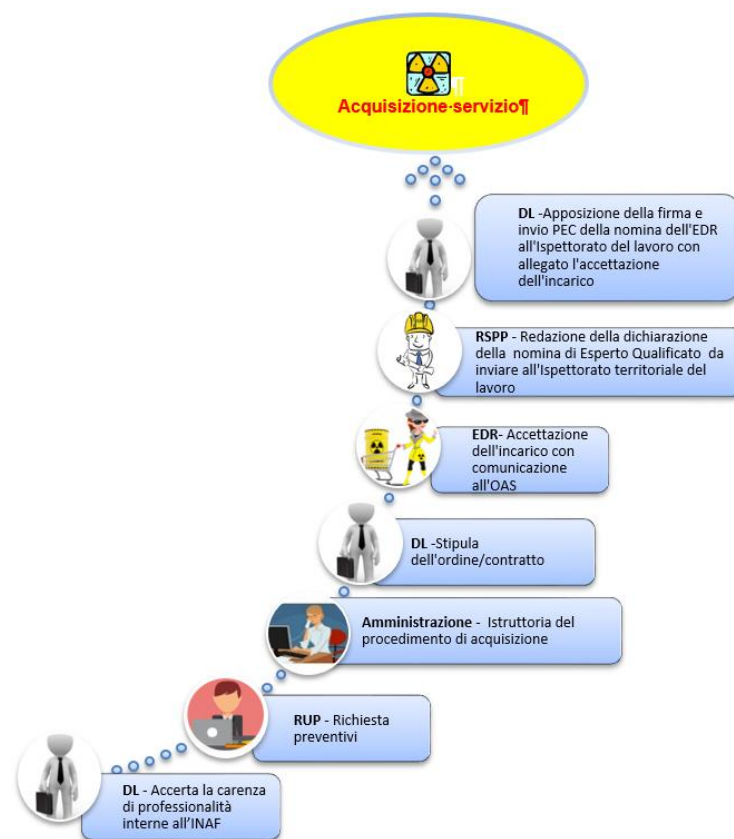 ¶
Acquisizione·servizio¶
DL -Apposizione della firma e
invio PEC della nomina dell'EDR
all'Ispettorato del lavoro con
allegato l'accettazione
dell'incarico
RSPP - Redazione della dichiarazione
della nomina di Esperto Qualificato da
inviare all'Ispettorato territoriale del
lavoro
EDR- Accettazione
dell'incarico con
comunicazione
all'OAS
DL -Stipula
dell'ordine/contratto
Amministrazione - Istruttoria del
procedimento di acquisizione
RUP - Richiesta
preventivi
DL - Accerta la carenza
di professionalità
interne all’INAF